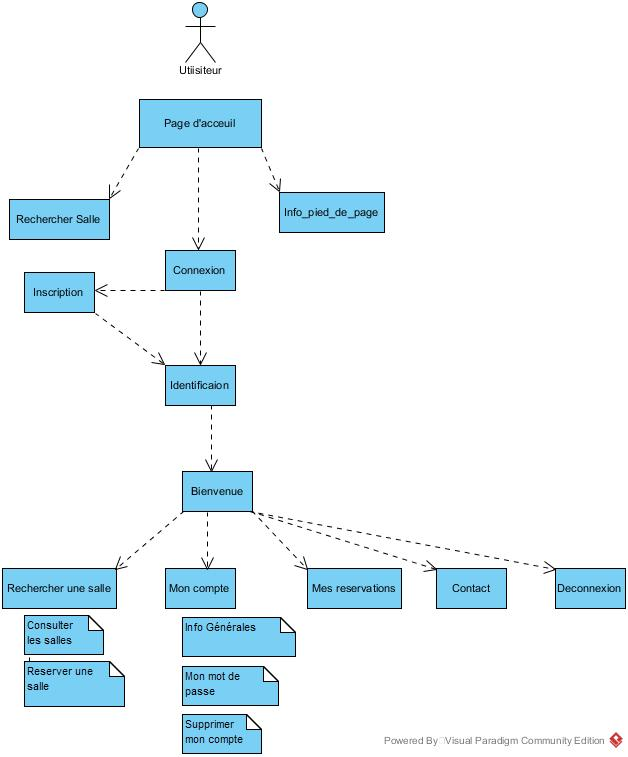 Utiisiteur
Page d'acceuil
Rechercher Salle
Info_pied_de_page
Connexion
Inscription
Identificaion
Bienvenue
Rechercher une salle
Mon compte
Mes reservations
Contact
Deconnexion
Consulter
les salles
Reserver une
salle
Info Générales
Mon mot de
passe
Supprimer
mon compte
Powered By Visual Paradigm Community Edition